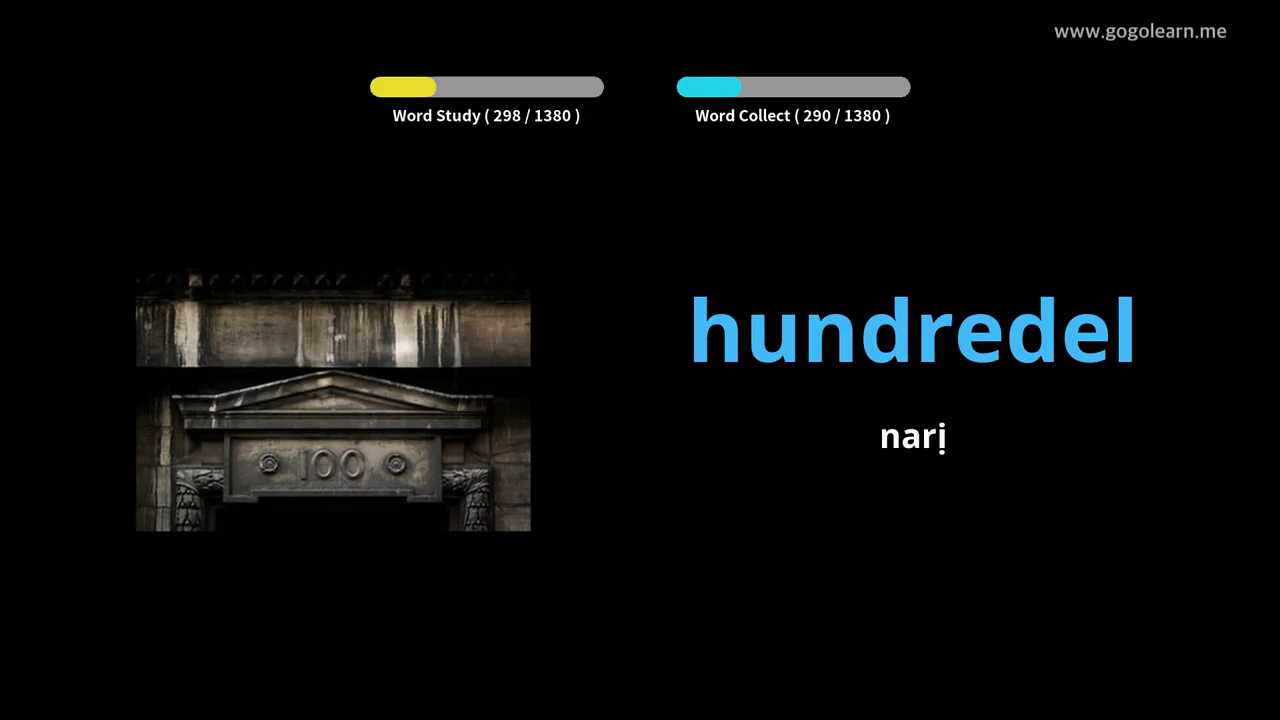 www.gogolearn.me
Word Study ( 298 / 1380 )
Word Collect ( 290 / 1380 )
hundredel
narị
100